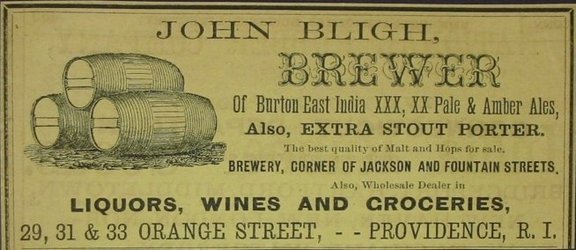 JOHN BLIGH,
BREWER
Of Burton East India XXX, XX Pale & Amber Ales,
Also, EXTRA STOUT PORTER.
The best quality of Malt and Hops for sale.
BREWERY, CORNER OF JACKSON AND FOUNTAIN STREETS.
Also, Wholesale Dealer in
LIQUORS, WINES AND GROCERIES,
29, 31 & 33 ORANGE STREET, - - PROVIDENCE, R. I.